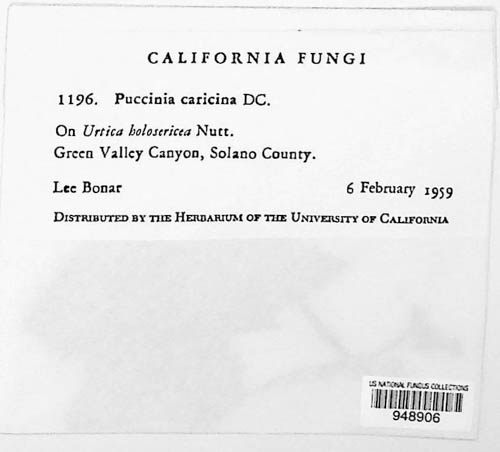 CALIFORNIA FUNGI
1196. Puccinia caricina DC.
On Urtica holosericea Nutt.
Green Valley Canyon, Solano County.
Lee Bonar 6 February 1959
DISTRIBUTED BY THE HERBARIUM OF THE UNIVERSITY OF CALIFORNIA
US NATIONAL FUNGUS COLLECTIONS
948906